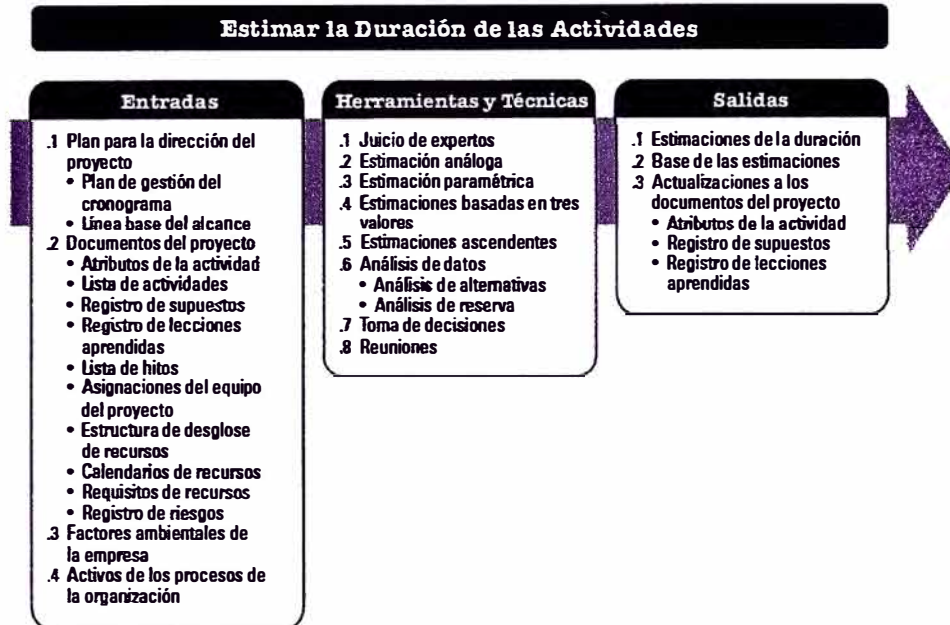 Estimar la Duración de las Actividades
Entradas
.1 Plan para la dirección del
proyecto
• Plan de gestión del
cronograma
• Línea base del alcance
.2 Documentos del proyecto
• Atributos de la actividad
• Lista de actividades
• Registro de supuestos
• Registro de lecciones
aprendidas
• Lista de hitos
• Asignaciones del equipo
del proyecto
• Estructura de desglose
de recursos
• Calendarios de recursos
• Requisitos de recursos
• Registro de riesgos
.3 Factores ambientales de
la empresa
.4 Activos de los procesos de
la organización
Herramientas y Técnicas
.1 Juicio de expertos
.2 Estimación análoga
.3 Estimación paramétrica
.4 Estimaciones basadas en tres
valores
.5 Estimaciones ascendentes
.6 Análisis de datos
• Análisis de alternativas
• Análisis de reserva
.7 Toma de decisiones
.8 Reuniones
Salidas
.1 Estimaciones de la duración
.2 Base de las estimaciones
.3 Actualizaciones a los
documentos del proyecto
• Atributos de la actividad
• Registro de supuestos
• Registro de lecciones
aprendidas